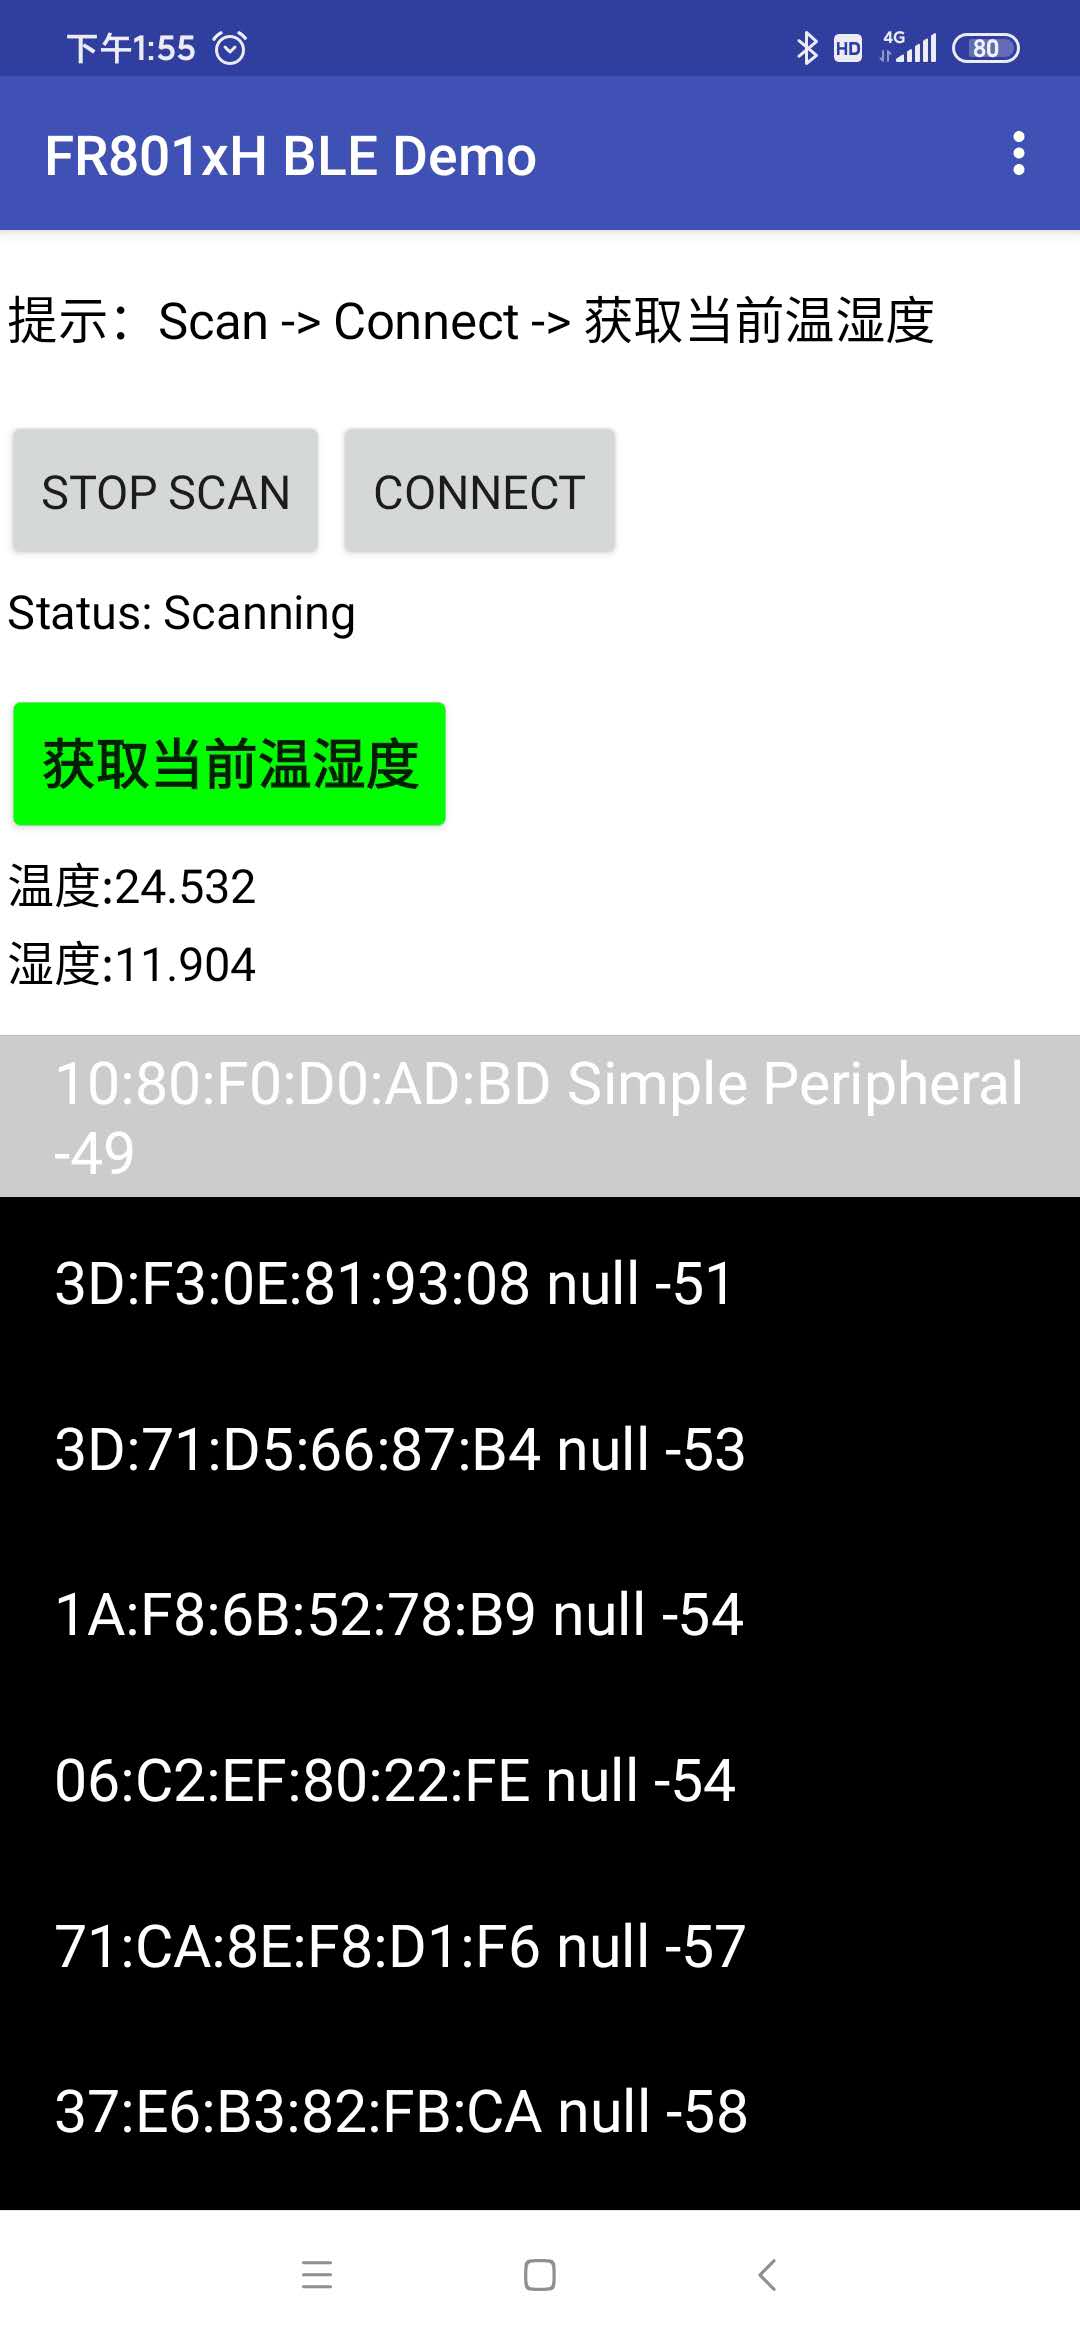 下午1:55 HD 4G 80
FR801xH BLE Demo
提示：Scan -> Connect -> 获取当前温湿度
STOP SCAN CONNECT
Status: Scanning
获取当前温湿度
温度:24.532
湿度:11.904
10:80:F0:D0:AD:BD Simple Peripheral
-49
3D:F3:0E:81:93:08 null -51
3D:71:D5:66:87:B4 null -53
1A:F8:6B:52:78:B9 null -54
06:C2:EF:80:22:FE null -54
71:CA:8E:F8:D1:F6 null -57
37:E6:B3:82:FB:CA null -58